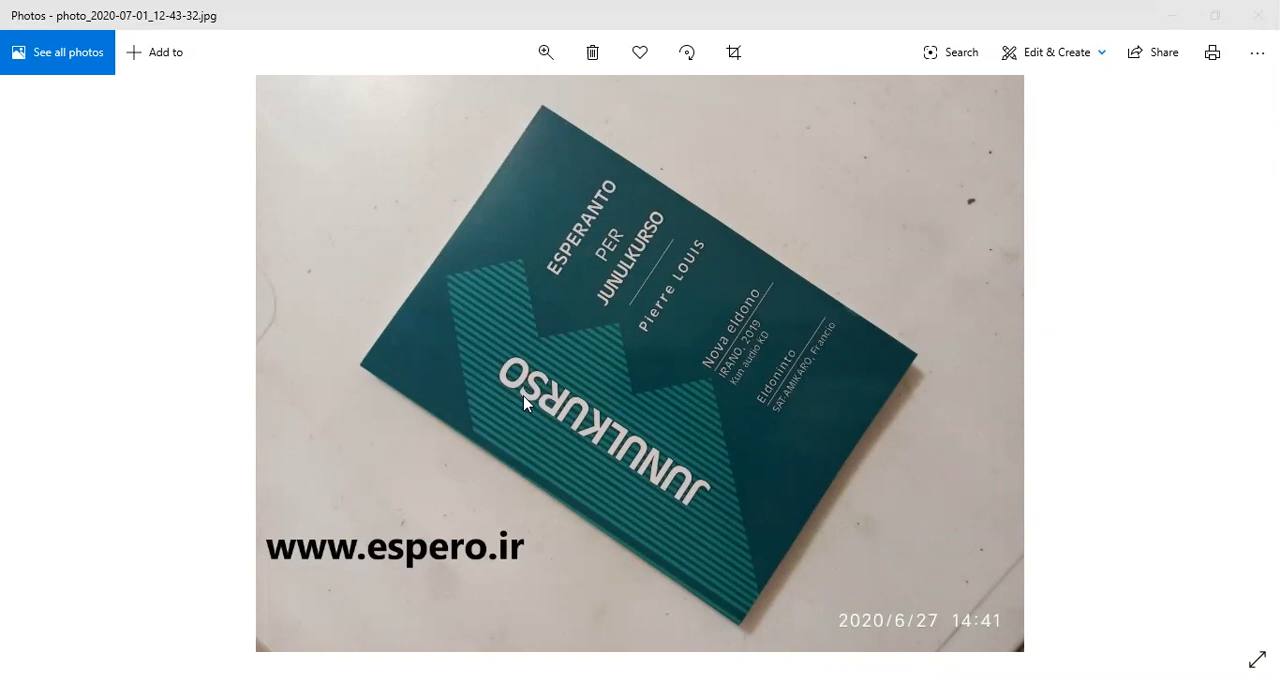 Photos - photo_2020-07-01_12-43-32.jpg
See all photos
Add to
Search
Edit & Create
Share
ESPERANTO
PER
JUNULKURSO
Pierre LOUIS
Nova eldono
IRANO, 2019
Kun audio KD
Eldoninto
SAT-AMIKARO, Francio
JUNULKURSO
www.espero.ir
2020/6/27 14:41